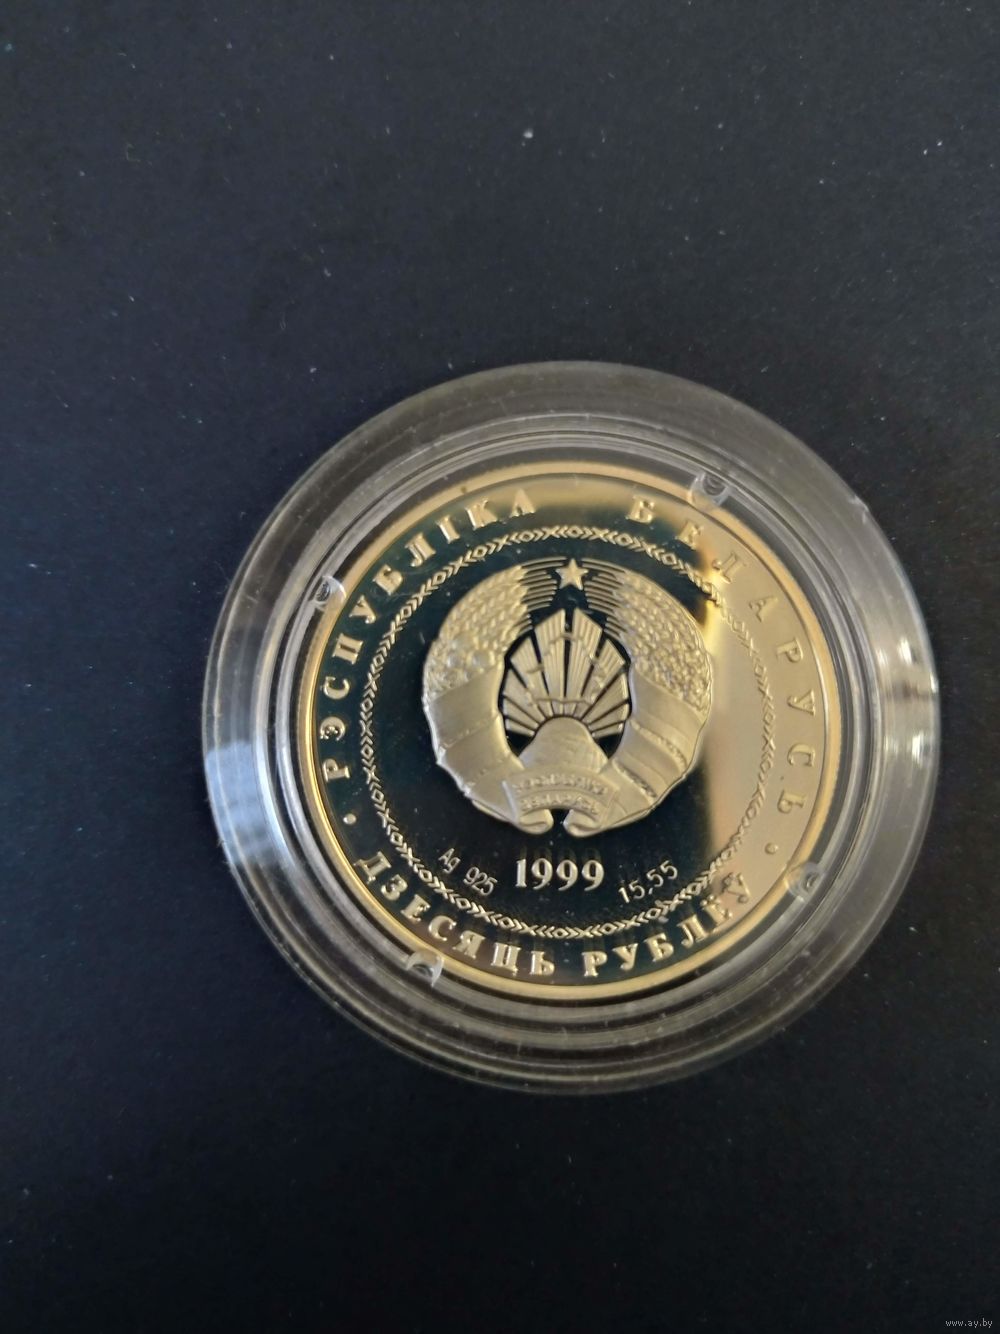 РЭСПУБЛІКА БЕЛАРУСЬ
Ag 925
1999
15,55
ДЗЕСЯЦЬ РУБЛЁЎ
www.ay.by